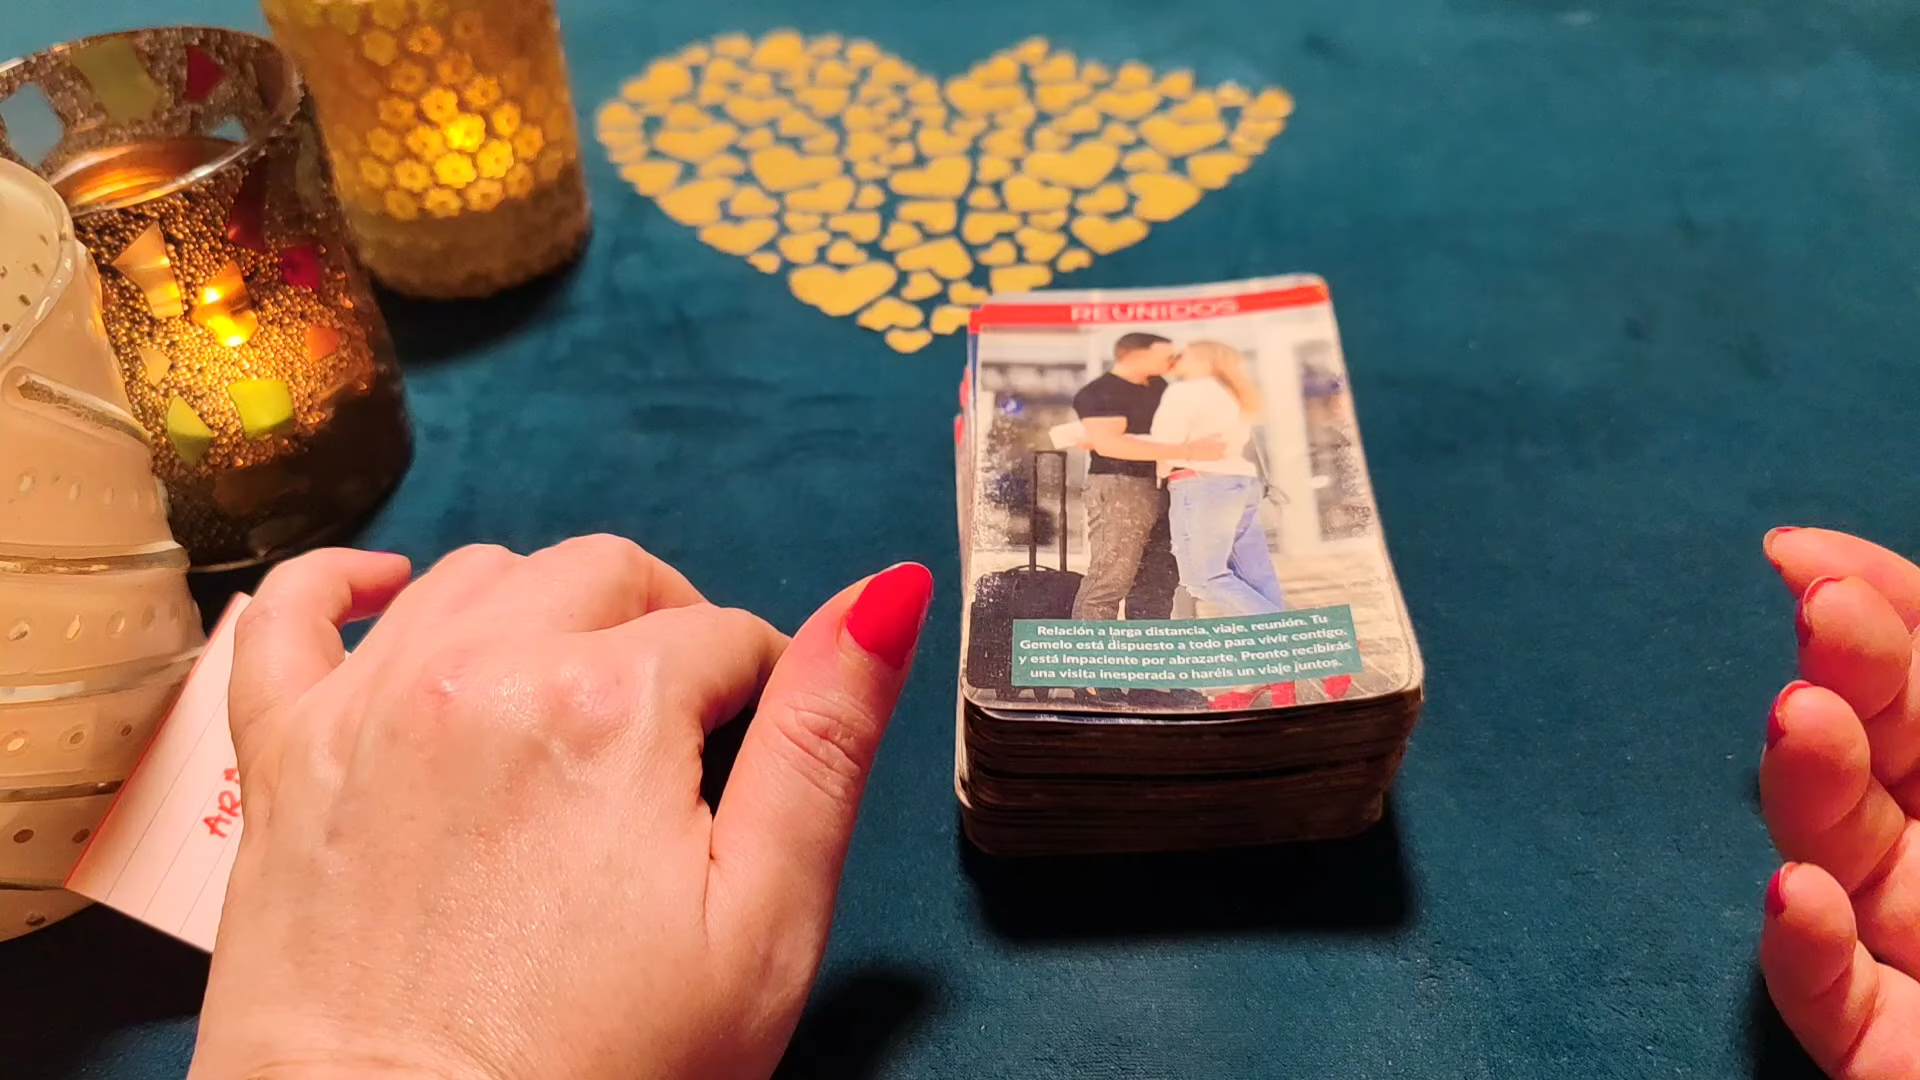 REUNIDOS
Relación a larga distancia, viaje, reunión. Tu
Gemelo está dispuesto a todo para vivir contigo,
y está impaciente por abrazarte. Pronto recibirás
una visita inesperada o haréis un viaje juntos.